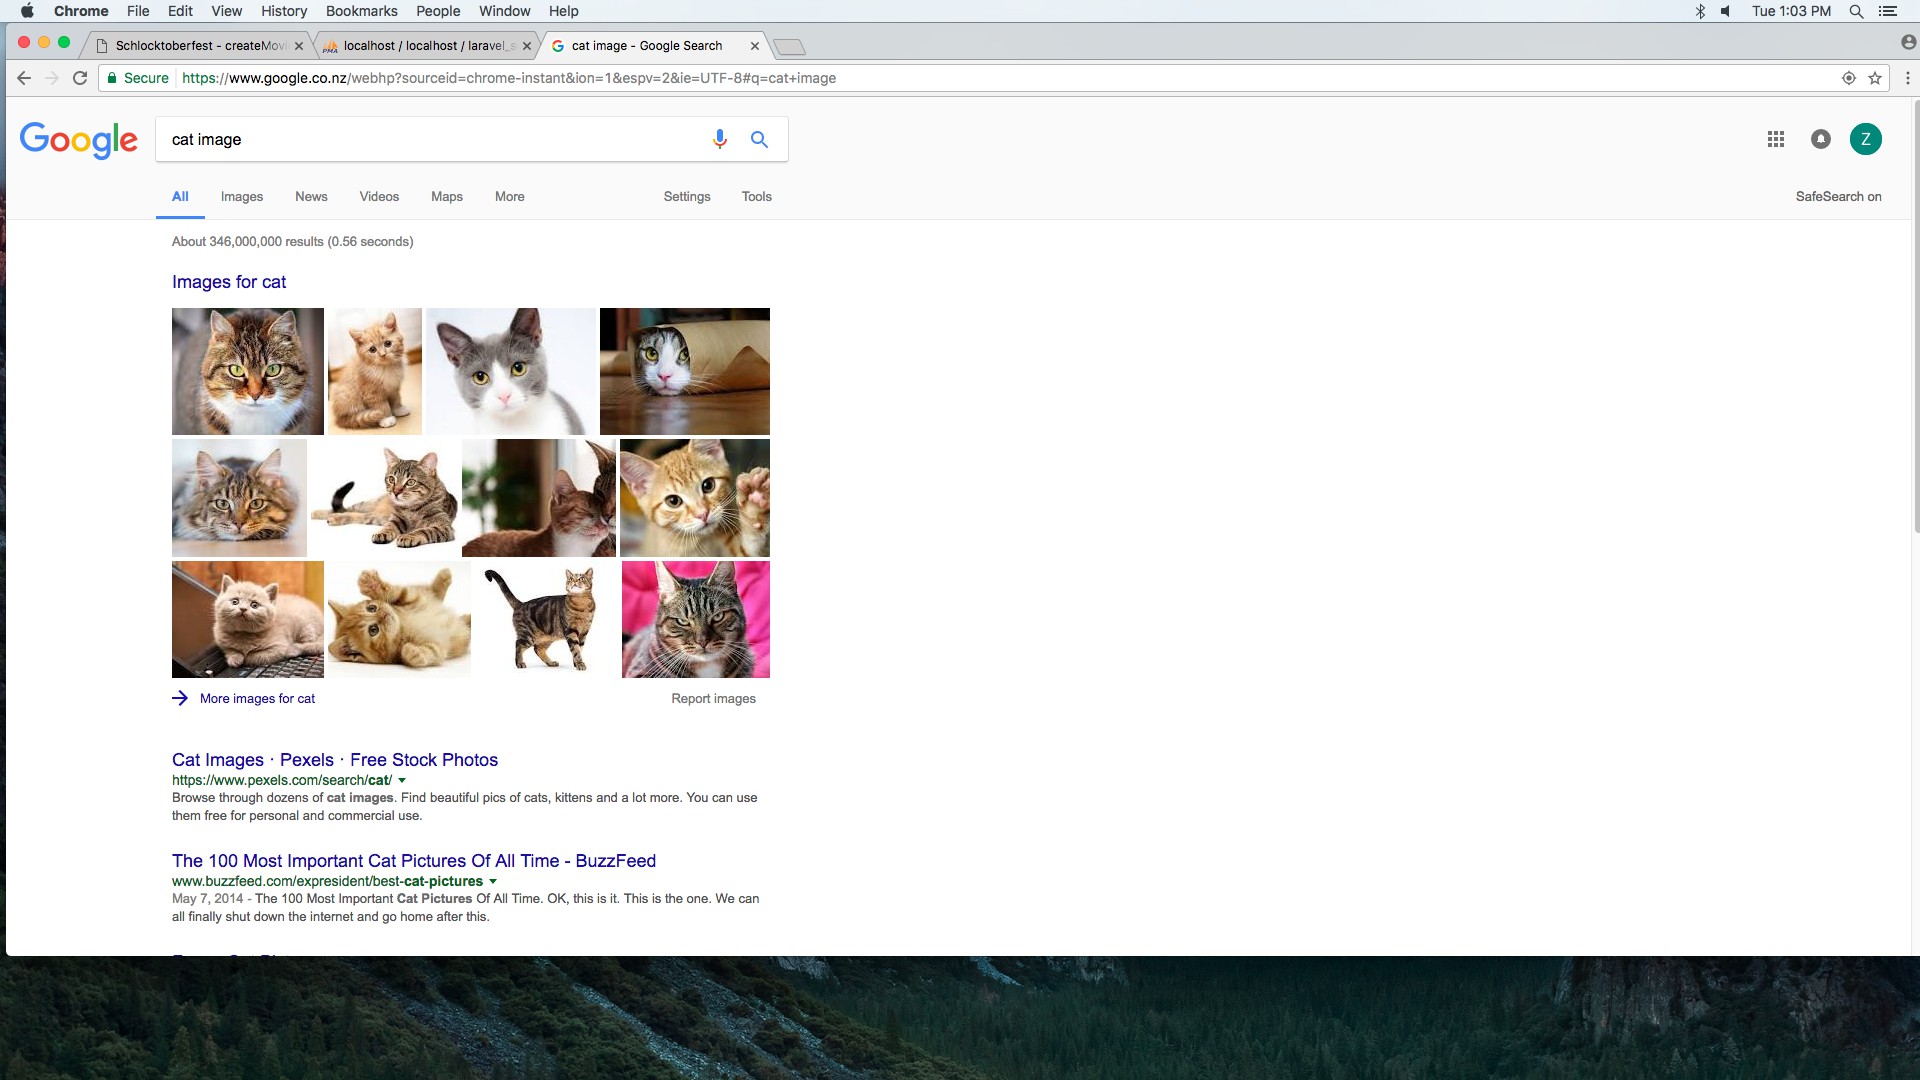 Chrome File Edit View History Bookmarks People Window Help Tue 1:03 PM
Schlocktoberfest - createMovi localhost / localhost / laravel_s cat image - Google Search
Secure https://www.google.co.nz/webhp?sourceid=chrome-instant&ion=1&espv=2&ie=UTF-8#q=cat+image
Google cat image Z
All Images News Videos Maps More Settings Tools SafeSearch on
About 346,000,000 results (0.56 seconds)
Images for cat
More images for cat Report images
Cat Images · Pexels · Free Stock Photos
https://www.pexels.com/search/cat/
Browse through dozens of cat images. Find beautiful pics of cats, kittens and a lot more. You can use
them free for personal and commercial use.
The 100 Most Important Cat Pictures Of All Time - BuzzFeed
www.buzzfeed.com/expresident/best-cat-pictures
May 7, 2014 - The 100 Most Important Cat Pictures Of All Time. OK, this is it. This is the one. We can
all finally shut down the internet and go home after this.